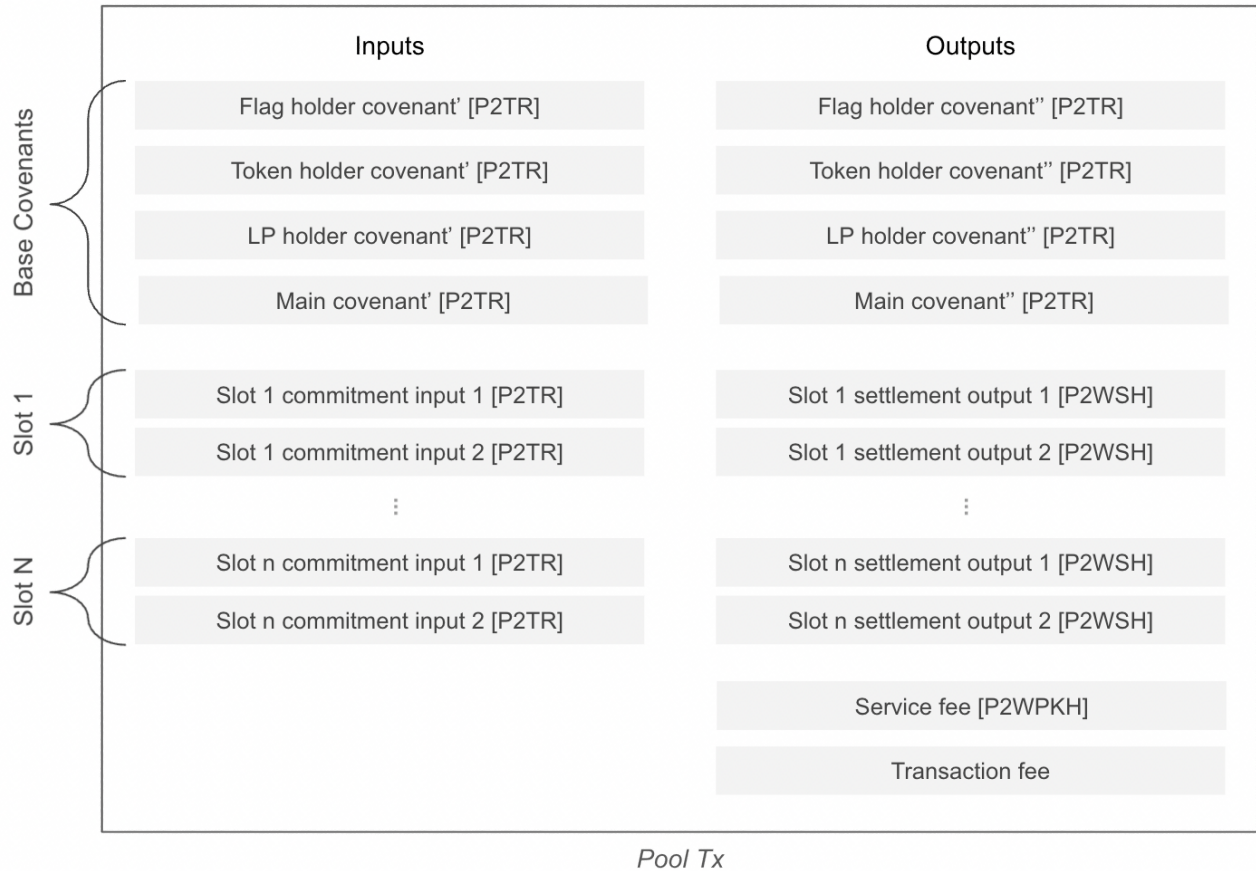 Inputs
Outputs
Base Covenants
Flag holder covenant’ [P2TR]
Flag holder covenant’’ [P2TR]
Token holder covenant’ [P2TR]
Token holder covenant’’ [P2TR]
LP holder covenant’ [P2TR]
LP holder covenant’’ [P2TR]
Main covenant’ [P2TR]
Main covenant’’ [P2TR]
Slot 1
Slot 1 commitment input 1 [P2TR]
Slot 1 settlement output 1 [P2WSH]
Slot 1 commitment input 2 [P2TR]
Slot 1 settlement output 2 [P2WSH]
⋮
⋮
Slot N
Slot n commitment input 1 [P2TR]
Slot n settlement output 1 [P2WSH]
Slot n commitment input 2 [P2TR]
Slot n settlement output 2 [P2WSH]
Service fee [P2WPKH]
Transaction fee
Pool Tx